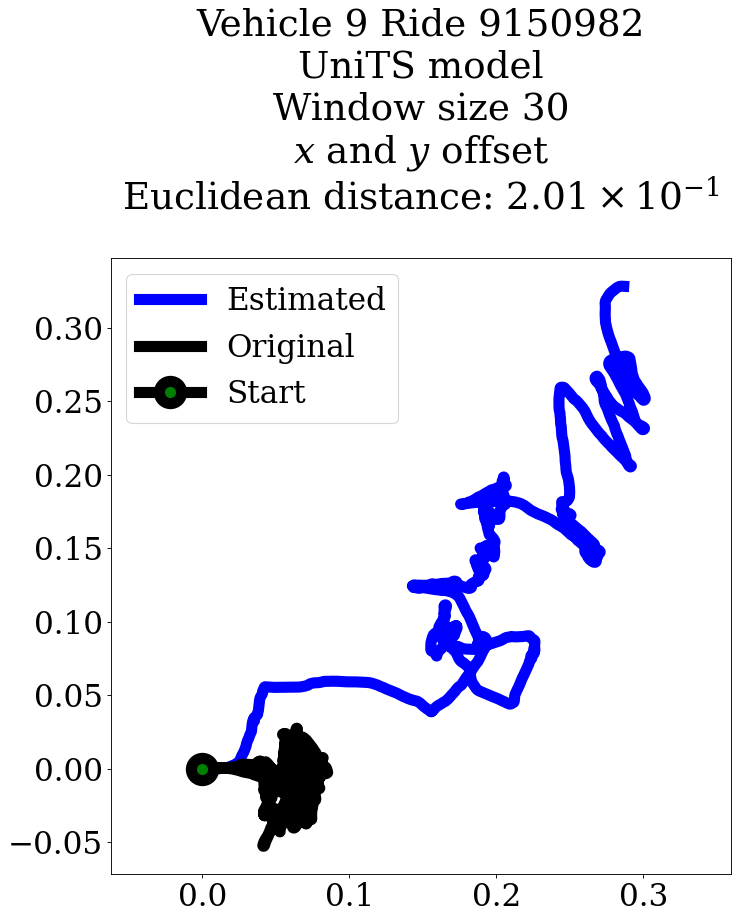 Vehicle 9 Ride 9150982
UniTS model
Window size 30
x and y offset
Euclidean distance: 2.01 × 10⁻¹
Estimated
Original
Start
0.30
0.25
0.20
0.15
0.10
0.05
0.00
−0.05
0.0 0.1 0.2 0.3